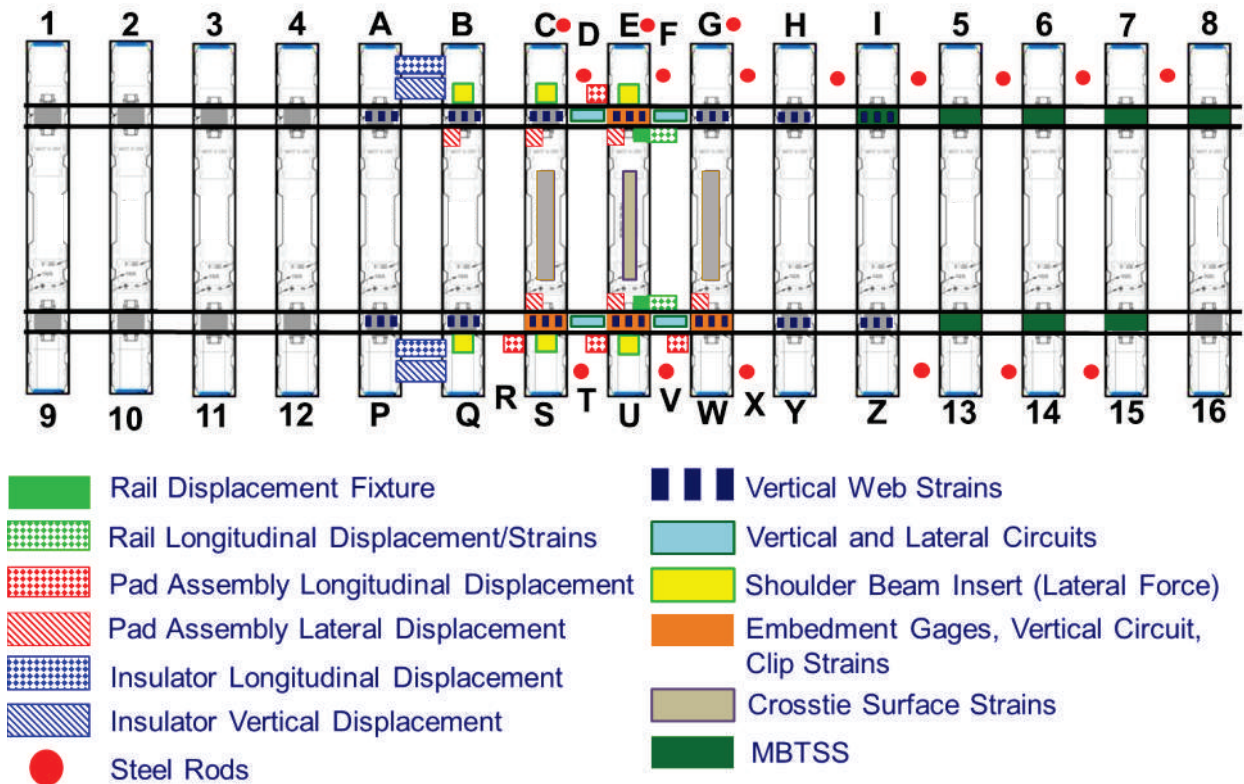 1 2 3 4 A B C D E F G H I 5 6 7 8
9 10 11 12 P Q R S T U V W X Y Z 13 14 15 16
Rail Displacement Fixture
Rail Longitudinal Displacement/Strains
Pad Assembly Longitudinal Displacement
Pad Assembly Lateral Displacement
Insulator Longitudinal Displacement
Insulator Vertical Displacement
Steel Rods
Vertical Web Strains
Vertical and Lateral Circuits
Shoulder Beam Insert (Lateral Force)
Embedment Gages, Vertical Circuit,
Clip Strains
Crosstie Surface Strains
MBTSS